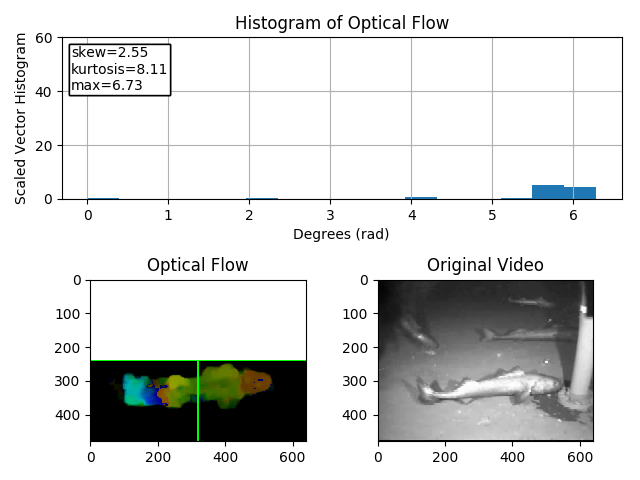 Histogram of Optical Flow
Scaled Vector Histogram
60
40
20
0
skew=2.55
kurtosis=8.11
max=6.73
0 1 2 3 4 5 6
Degrees (rad)
Optical Flow
0
100
200
300
400
0 200 400 600
Original Video
0
100
200
300
400
0 200 400 600